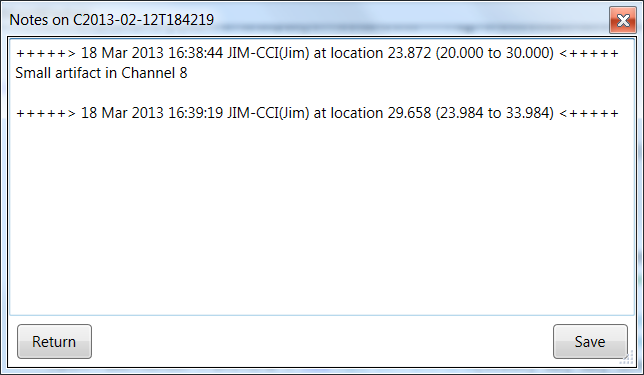 Notes on C2013-02-12T184219
+++++> 18 Mar 2013 16:38:44 JIM-CCI(Jim) at location 23.872 (20.000 to 30.000) <+++++
Small artifact in Channel 8
+++++> 18 Mar 2013 16:39:19 JIM-CCI(Jim) at location 29.658 (23.984 to 33.984) <+++++
Return
Save